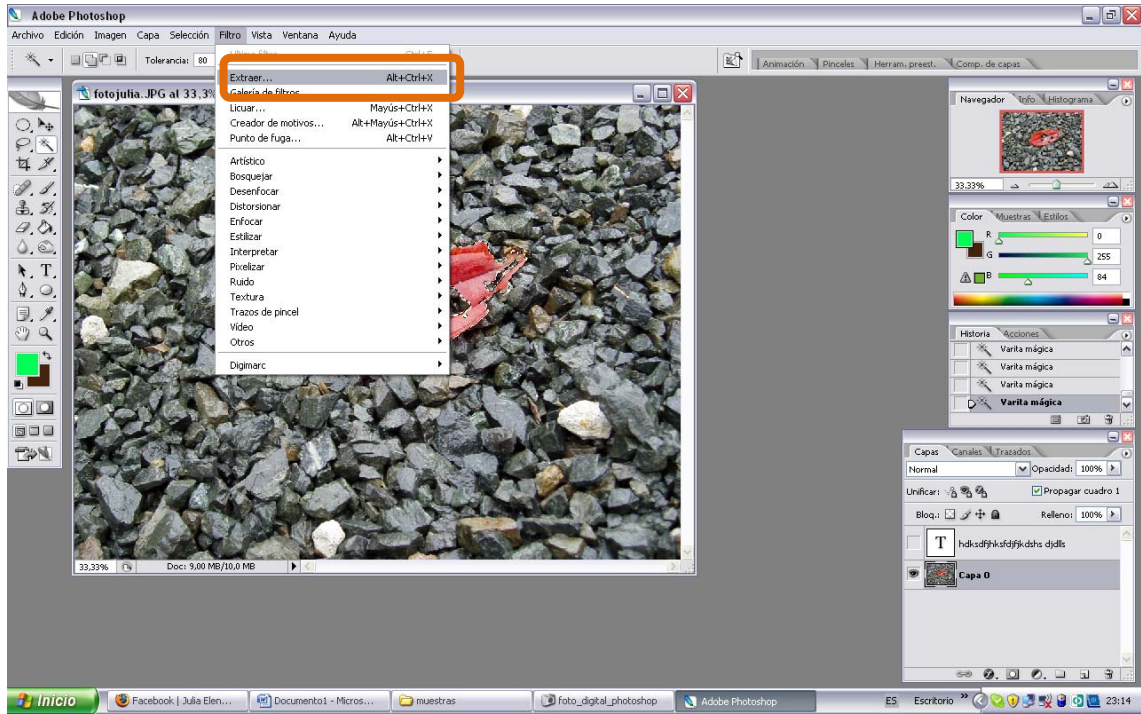 Adobe Photoshop
Archivo Edición Imagen Capa Selección Filtro Vista Ventana Ayuda
Tolerancia: 80
Animación Pinceles Herram. preest. Comp. de capas
Extraer... Alt+Ctrl+X
Galería de filtros...
Licuar... Mayús+Ctrl+X
Creador de motivos... Alt+Mayús+Ctrl+X
Punto de fuga... Alt+Ctrl+V
Artístico
Bosquejar
Desenfocar
Distorsionar
Enfocar
Estilizar
Interpretar
Pixelizar
Ruido
Textura
Trazos de pincel
Vídeo
Otros
Digimarc
fotojulia.JPG al 33,3%
33,33% Doc: 9,00 MB/10,0 MB
Navegador Info Histograma
33.33%
Color Muestras Estilos
R 0
G 255
B 84
Historia Acciones
Varita mágica
Varita mágica
Varita mágica
Varita mágica
Capas Canales Trazados
Normal Opacidad: 100%
Unificar: Propagar cuadro 1
Bloq.: Relleno: 100%
T hdksdfjhksfdjfjkdshs djdlls
Capa 0
Inicio Facebook | Julia Elen... Documento1 - Micros... muestras foto_digital_photoshop Adobe Photoshop ES Escritorio » 23:14